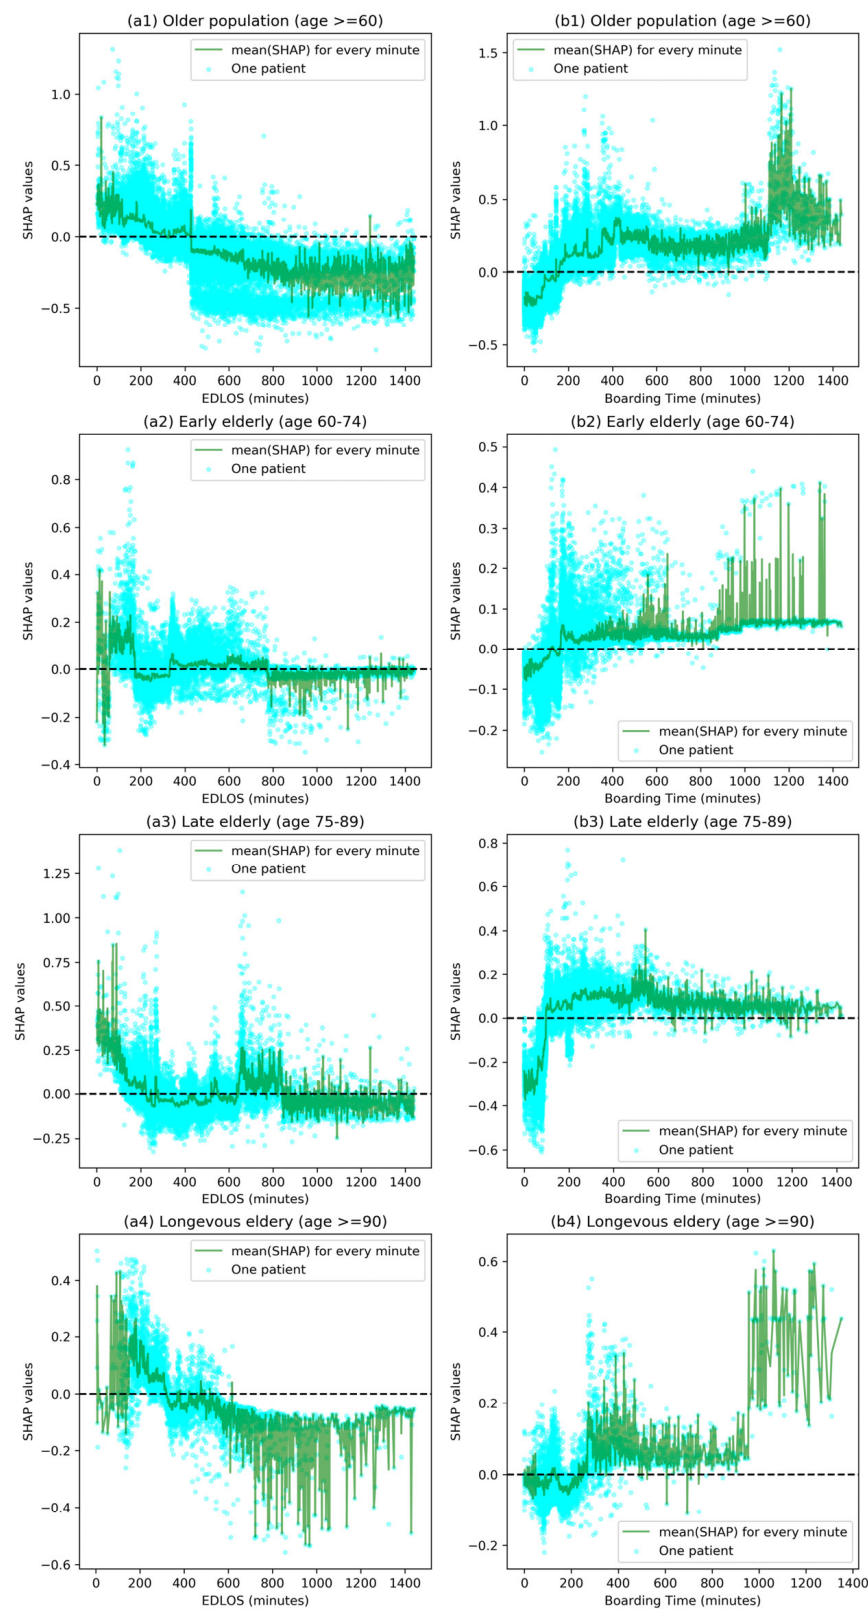 (a1) Older population (age >=60)
mean(SHAP) for every minute
One patient
SHAP values
1.0
0.5
0.0
−0.5
0 200 400 600 800 1000 1200 1400
EDLOS (minutes)
(b1) Older population (age >=60)
mean(SHAP) for every minute
One patient
SHAP values
1.5
1.0
0.5
0.0
−0.5
0 200 400 600 800 1000 1200 1400
Boarding Time (minutes)
(a2) Early elderly (age 60-74)
mean(SHAP) for every minute
One patient
SHAP values
0.8
0.6
0.4
0.2
0.0
−0.2
−0.4
0 200 400 600 800 1000 1200 1400
EDLOS (minutes)
(b2) Early elderly (age 60-74)
SHAP values
0.5
0.4
0.3
0.2
0.1
0.0
−0.1
−0.2
mean(SHAP) for every minute
One patient
0 200 400 600 800 1000 1200 1400
Boarding Time (minutes)
(a3) Late elderly (age 75-89)
mean(SHAP) for every minute
One patient
SHAP values
1.25
1.00
0.75
0.50
0.25
0.00
−0.25
0 200 400 600 800 1000 1200 1400
EDLOS (minutes)
(b3) Late elderly (age 75-89)
SHAP values
0.8
0.6
0.4
0.2
0.0
−0.2
−0.4
−0.6
mean(SHAP) for every minute
One patient
0 200 400 600 800 1000 1200 1400
Boarding Time (minutes)
(a4) Longevous eldery (age >=90)
mean(SHAP) for every minute
One patient
SHAP values
0.4
0.2
0.0
−0.2
−0.4
−0.6
0 200 400 600 800 1000 1200 1400
EDLOS (minutes)
(b4) Longevous eldery (age >=90)
SHAP values
0.6
0.4
0.2
0.0
−0.2
mean(SHAP) for every minute
One patient
0 200 400 600 800 1000 1200 1400
Boarding Time (minutes)